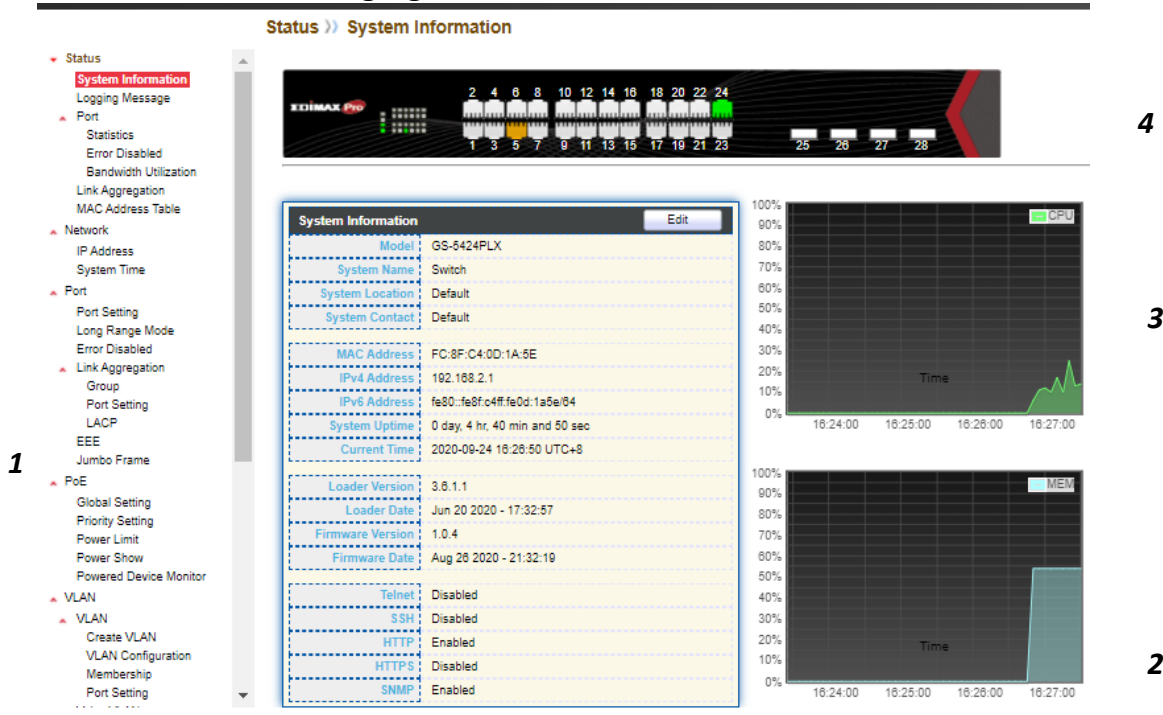 Status 》 System Information
Status
System Information
Logging Message
Port
Statistics
Error Disabled
Bandwidth Utilization
Link Aggregation
MAC Address Table
Network
IP Address
System Time
Port
Port Setting
Long Range Mode
Error Disabled
Link Aggregation
Group
Port Setting
LACP
EEE
Jumbo Frame
PoE
Global Setting
Priority Setting
Power Limit
Power Show
Powered Device Monitor
VLAN
VLAN
Create VLAN
VLAN Configuration
Membership
Port Setting
1
EDIMAX Pro
2 4 6 8 10 12 14 16 18 20 22 24
1 3 5 7 9 11 13 15 17 19 21 23
25 26 27 28
4
System Information Edit
Model GS-5424PLX
System Name Switch
System Location Default
System Contact Default
MAC Address FC:8F:C4:0D:1A:5E
IPv4 Address 192.168.2.1
IPv6 Address fe80::fe8f:c4ff:fe0d:1a5e/64
System Uptime 0 day, 4 hr, 40 min and 50 sec
Current Time 2020-09-24 16:26:50 UTC+8
Loader Version 3.6.1.1
Loader Date Jun 20 2020 - 17:32:57
Firmware Version 1.0.4
Firmware Date Aug 26 2020 - 21:32:19
Telnet Disabled
SSH Disabled
HTTP Enabled
HTTPS Disabled
SNMP Enabled
100%
90%
80%
70%
60%
50%
40%
30%
20%
10%
0%
CPU
Time
16:24:00 16:25:00 16:26:00 16:27:00
3
100%
90%
80%
70%
60%
50%
40%
30%
20%
10%
0%
MEM
Time
16:24:00 16:25:00 16:26:00 16:27:00
2